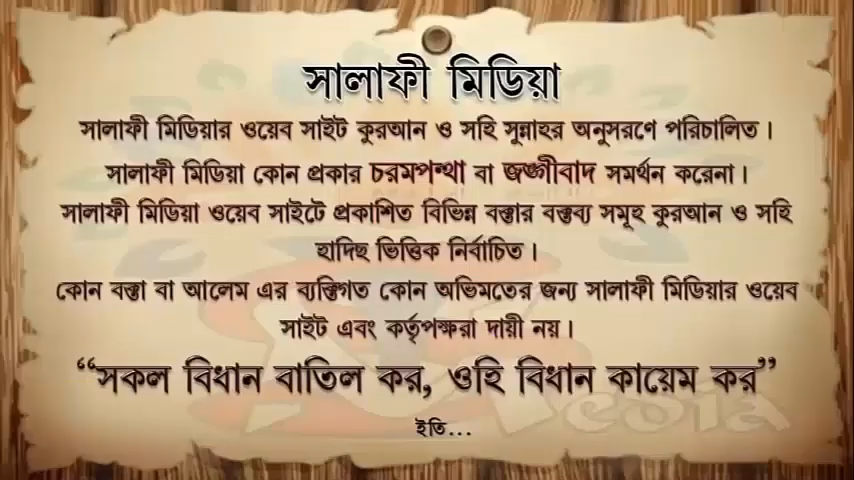 সালাফী মিডিয়া
সালাফী মিডিয়ার ওয়েব সাইট কুরআন ও সহি সুন্নাহর অনুসরণে পরিচালিত।
সালাফী মিডিয়া কোন প্রকার চরমপন্থা বা জঙ্গীবাদ সমর্থন করেনা।
সালাফী মিডিয়া ওয়েব সাইটে প্রকাশিত বিভিন্ন বক্তার বক্তব্য সমূহ কুরআন ও সহি
হাদিছ ভিত্তিক নির্বাচিত।
কোন বক্তা বা আলেম এর ব্যক্তিগত কোন অভিমতের জন্য সালাফী মিডিয়ার ওয়েব
সাইট এবং কর্তৃপক্ষরা দায়ী নয়।
“সকল বিধান বাতিল কর, ওহি বিধান কায়েম কর”
ইতি...